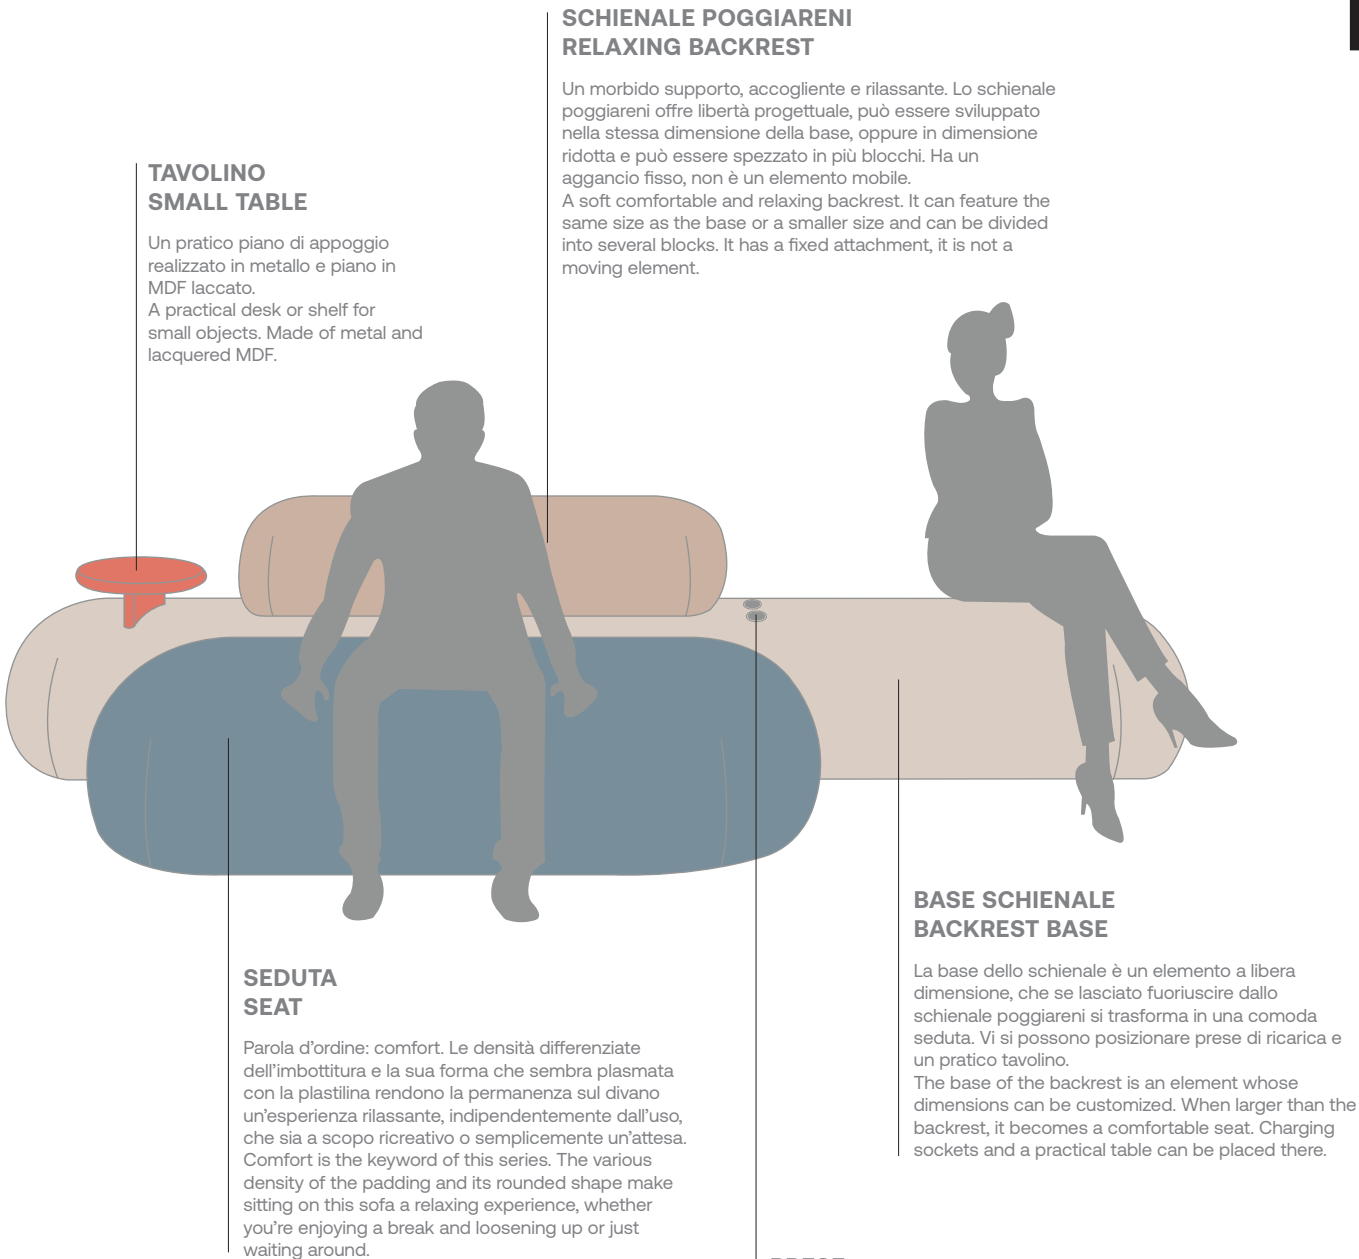 SCHIENALE POGGIARENI
RELAXING BACKREST
Un morbido supporto, accogliente e rilassante. Lo schienale
poggiareni offre libertà progettuale, può essere sviluppato
nella stessa dimensione della base, oppure in dimensione
ridotta e può essere spezzato in più blocchi. Ha un
aggancio fisso, non è un elemento mobile.
A soft comfortable and relaxing backrest. It can feature the
same size as the base or a smaller size and can be divided
into several blocks. It has a fixed attachment, it is not a
moving element.
TAVOLINO
SMALL TABLE
Un pratico piano di appoggio
realizzato in metallo e piano in
MDF laccato.
A practical desk or shelf for
small objects. Made of metal and
lacquered MDF.
BASE SCHIENALE
BACKREST BASE
La base dello schienale è un elemento a libera
dimensione, che se lasciato fuoriuscire dallo
schienale poggiareni si trasforma in una comoda
seduta. Vi si possono posizionare prese di ricarica e
un pratico tavolino.
The base of the backrest is an element whose
dimensions can be customized. When larger than the
backrest, it becomes a comfortable seat. Charging
sockets and a practical table can be placed there.
SEDUTA
SEAT
Parola d’ordine: comfort. Le densità differenziate
dell’imbottitura e la sua forma che sembra plasmata
con la plastilina rendono la permanenza sul divano
un’esperienza rilassante, indipendentemente dall’uso,
che sia a scopo ricreativo o semplicemente un’attesa.
Comfort is the keyword of this series. The various
density of the padding and its rounded shape make
sitting on this sofa a relaxing experience, whether
you’re enjoying a break and loosening up or just
waiting around.